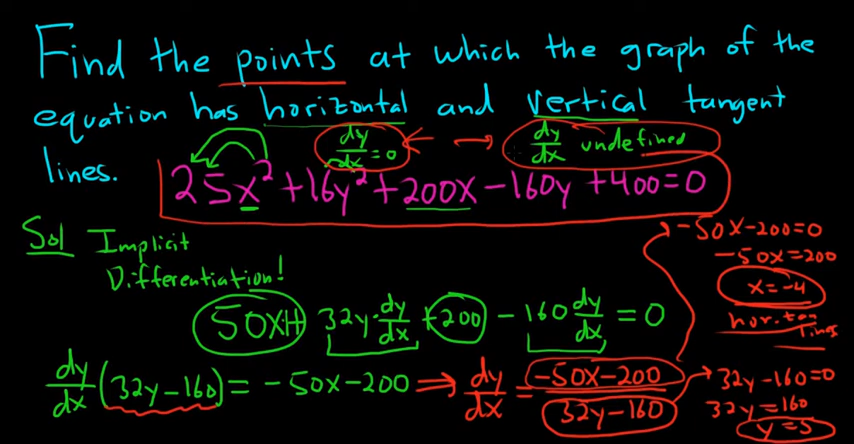 Find the points at which the graph of the
equation has horizontal and vertical tangent
lines.
dy/dx = 0
dy/dx undefined
25x² + 16y² + 200x - 160y + 400 = 0
Sol Implicit
Differentiation!
50x + 32y · dy/dx + 200 - 160 dy/dx = 0
dy/dx (32y - 160) = -50x - 200 ⇒ dy/dx = (-50x - 200)/(32y - 160)
-50x - 200 = 0
-50x = 200
x = -4
hor. tan
lines
32y - 160 = 0
32y = 160
y = 5